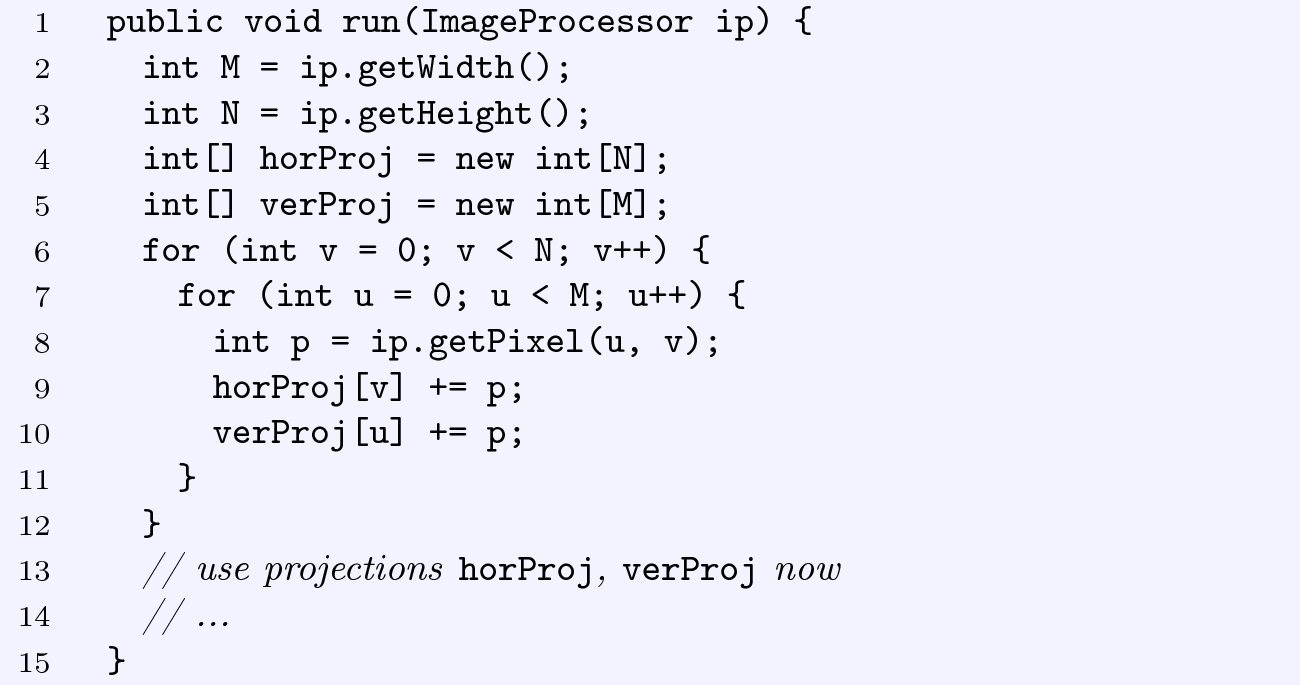 1 public void run(ImageProcessor ip) {
2 int M = ip.getWidth();
3 int N = ip.getHeight();
4 int[] horProj = new int[N];
5 int[] verProj = new int[M];
6 for (int v = 0; v < N; v++) {
7 for (int u = 0; u < M; u++) {
8 int p = ip.getPixel(u, v);
9 horProj[v] += p;
10 verProj[u] += p;
11 }
12 }
13 // use projections horProj, verProj now
14 // ...
15 }